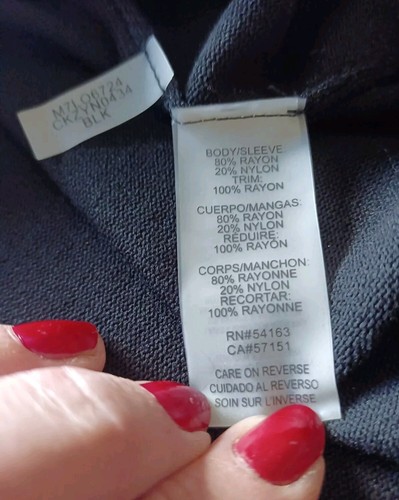 M7LO6724
CKZYN0434
BLK
BODY/SLEEVE
80% RAYON
20% NYLON
TRIM:
100% RAYON
CUERPO/MANGAS:
80% RAYON
20% NYLON
RÉDUIRE:
100% RAYON
CORPS/MANCHON:
80% RAYONNE
20% NYLON
RECORTAR:
100% RAYONNE
RN#54163
CA#57151
CARE ON REVERSE
CUIDADO AL REVERSO
SOIN SUR L'INVERSE